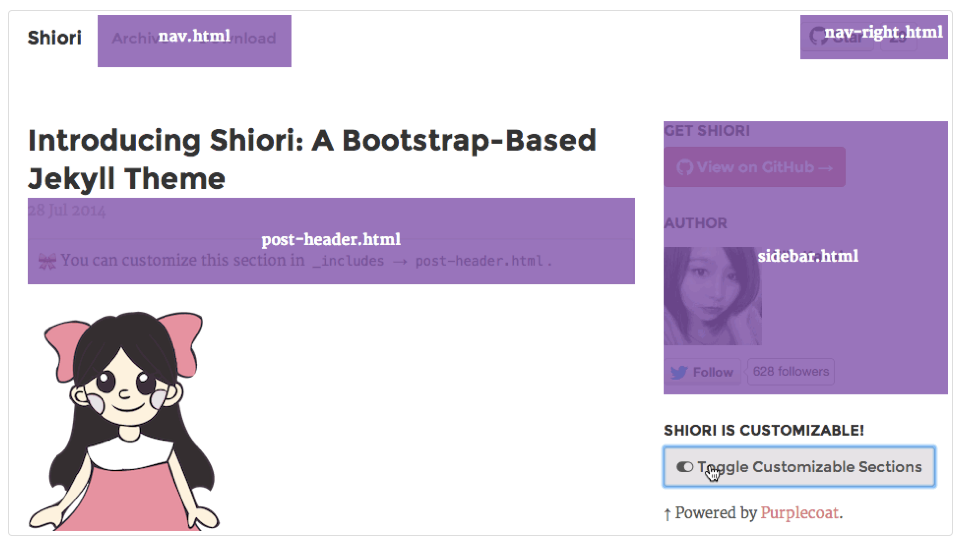 Shiori
nav.html
nav-right.html
Introducing Shiori: A Bootstrap-Based
Jekyll Theme
28 Jul 2014
post-header.html
You can customize this section in _includes → post-header.html.
GET SHIORI
View on GitHub →
AUTHOR
sidebar.html
Follow 628 followers
SHIORI IS CUSTOMIZABLE!
Toggle Customizable Sections
↑ Powered by Purplecoat.